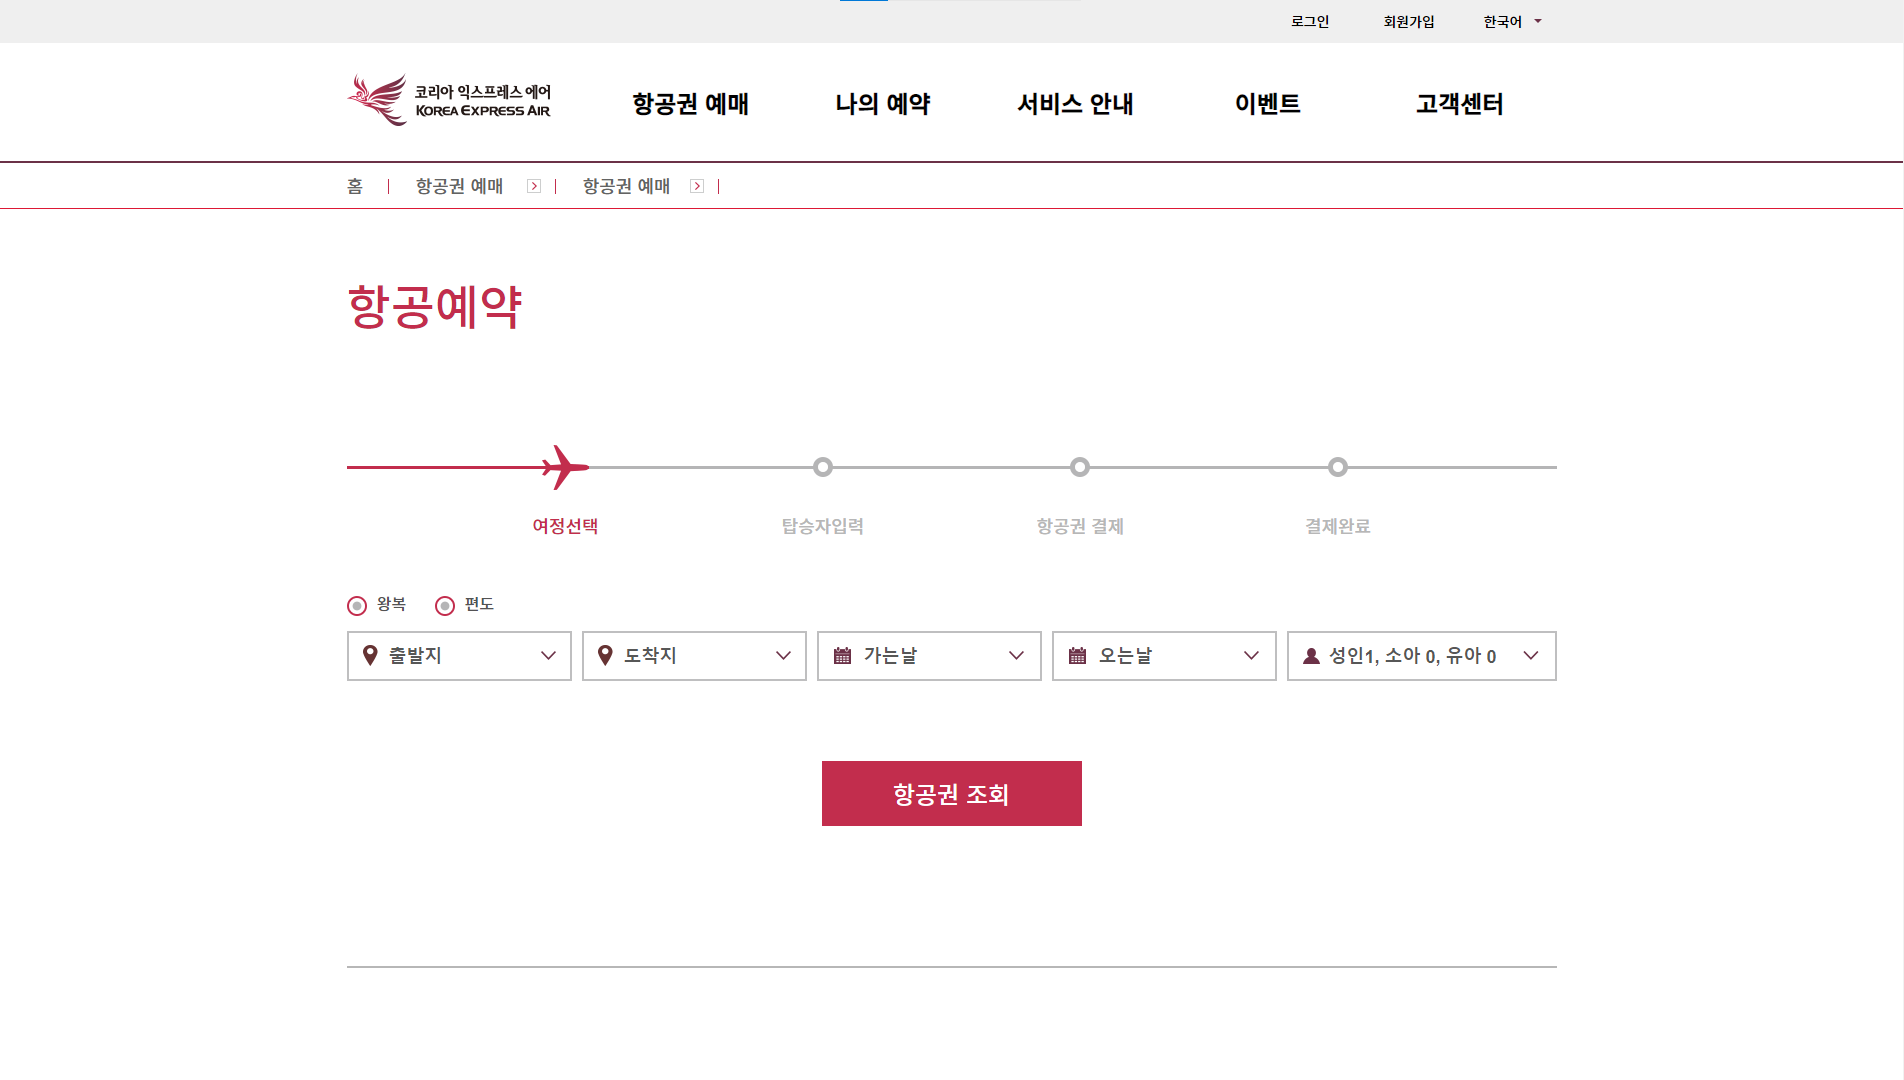 로그인 회원가입 한국어
코리아 익스프레스 에어
KOREA EXPRESS AIR
항공권 예매 나의 예약 서비스 안내 이벤트 고객센터
홈 항공권 예매 항공권 예매
항공예약
여정선택 탑승자입력 항공권 결제 결제완료
왕복 편도
출발지 도착지 가는날 오는날 성인1, 소아 0, 유아 0
항공권 조회